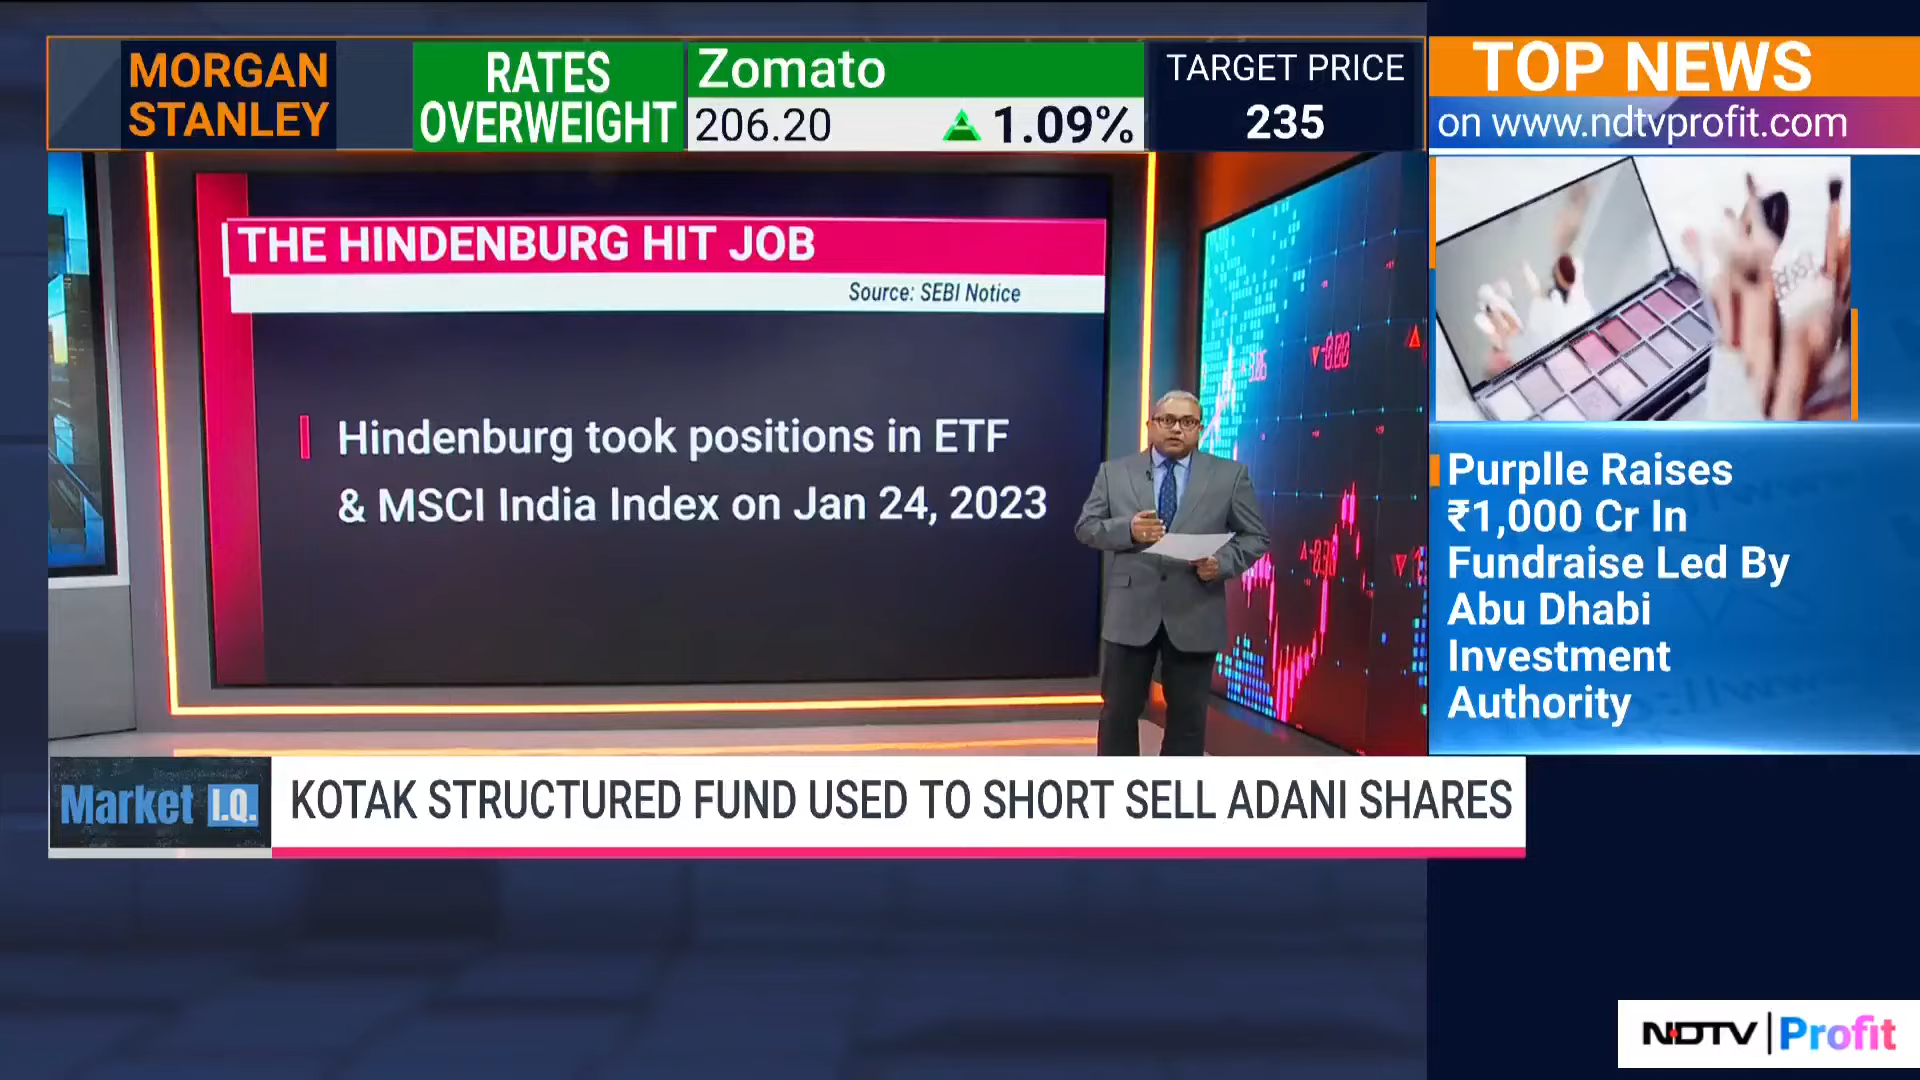 MORGAN
STANLEY
RATES
OVERWEIGHT
Zomato
206.20
1.09%
TARGET PRICE
235
TOP NEWS
on www.ndtvprofit.com
THE HINDENBURG HIT JOB
Source: SEBI Notice
Hindenburg took positions in ETF
& MSCI India Index on Jan 24, 2023
-0.00
Purplle Raises
₹1,000 Cr In
Fundraise Led By
Abu Dhabi
Investment
Authority
Market I.Q.
KOTAK STRUCTURED FUND USED TO SHORT SELL ADANI SHARES
NDTV Profit